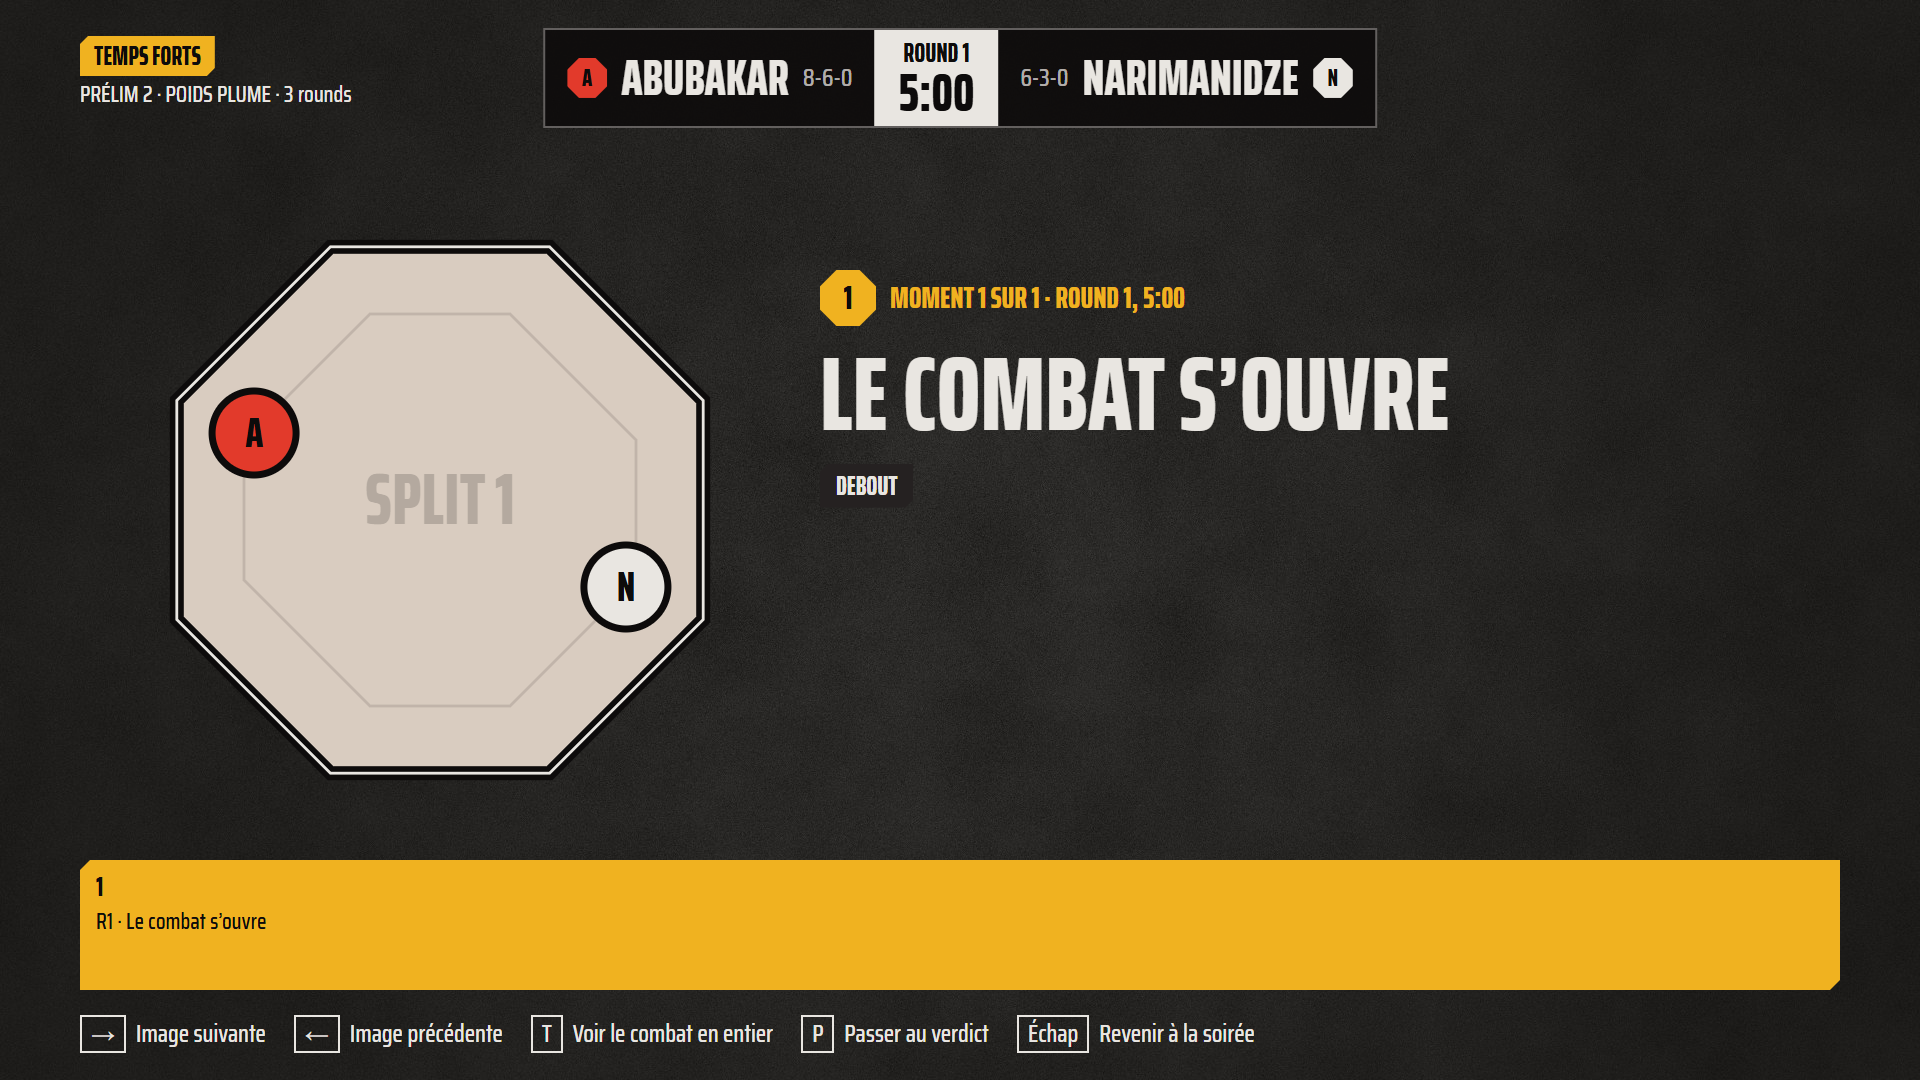 TEMPS FORTS
PRÉLIM 2 · POIDS PLUME · 3 rounds
A ABUBAKAR 8-6-0
ROUND 1
5:00
6-3-0 NARIMANIDZE N
1 MOMENT 1 SUR 1 · ROUND 1, 5:00
LE COMBAT S’OUVRE
DEBOUT
A
SPLIT 1
N
1
R1 · Le combat s’ouvre
→ Image suivante
← Image précédente
T Voir le combat en entier
P Passer au verdict
Échap Revenir à la soirée